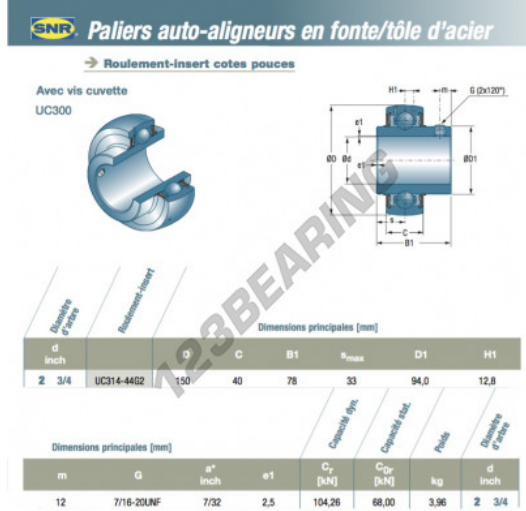 SNR Paliers auto-aligneurs en fonte/tôle d'acier
→ Roulement-insert cotes pouces
Avec vis cuvette
UC300
H1 m G (2x120°)
e1
ØD Ød ØD1
e1
s
C
B1
123BEARING
Diamètre d'arbre
Roulement-insert
Dimensions principales [mm]
d inch D C B1 smax D1 H1
2 3/4 UC314-44G2 150 40 78 33 94,0 12,8
Capacité dyn.
Capacité stat.
Poids
Diamètre d'arbre
Dimensions principales [mm]
m G a* inch e1 Cr [kN] C0r [kN] kg d inch
12 7/16-20UNF 7/32 2,5 104,26 68,00 3,96 2 3/4